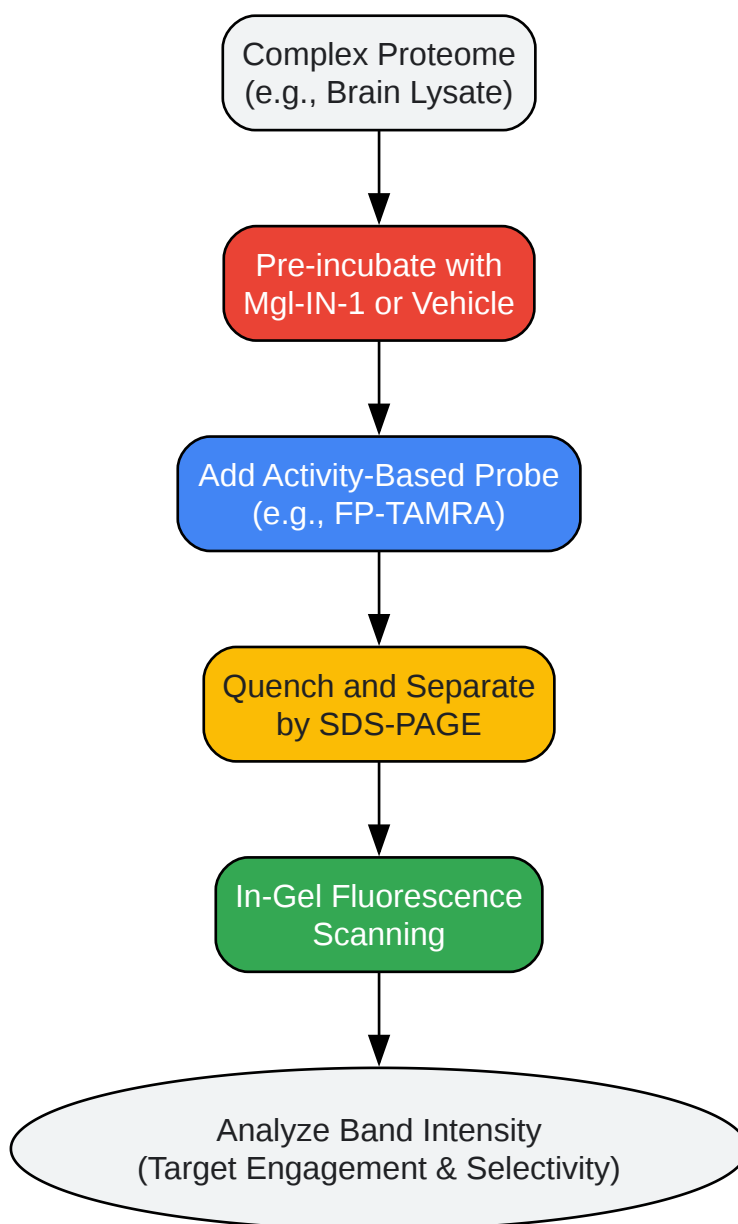 Complex Proteome
(e.g., Brain Lysate)
Pre-incubate with
Mgl-IN-1 or Vehicle
Add Activity-Based Probe
(e.g., FP-TAMRA)
Quench and Separate
by SDS-PAGE
In-Gel Fluorescence
Scanning
Analyze Band Intensity
(Target Engagement & Selectivity)